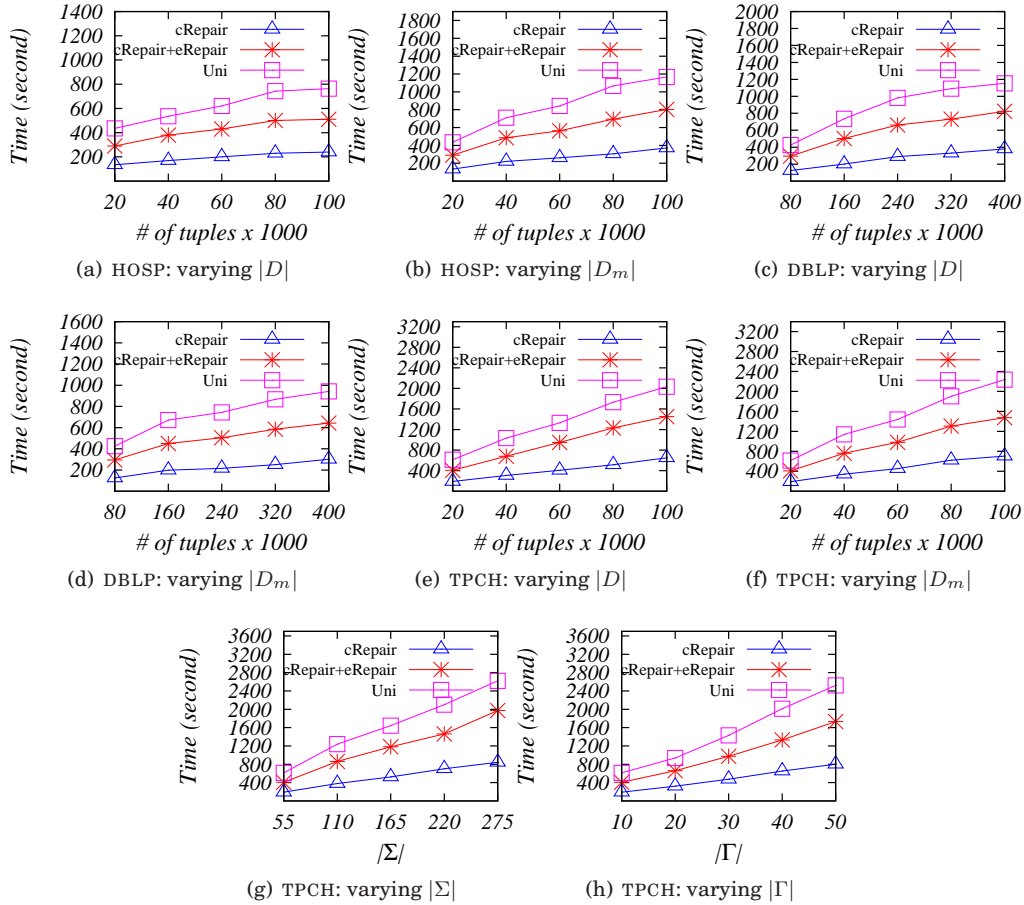 1400
1200
1000
800
600
400
200
20 40 60 80 100
Time (second)
# of tuples x 1000
cRepair
cRepair+eRepair
Uni
(a) HOSP: varying |D|
1800
1600
1400
1200
1000
800
600
400
200
20 40 60 80 100
Time (second)
# of tuples x 1000
cRepair
cRepair+eRepair
Uni
(b) HOSP: varying |Dm|
2000
1800
1600
1400
1200
1000
800
600
400
200
80 160 240 320 400
Time (second)
# of tuples x 1000
cRepair
cRepair+eRepair
Uni
(c) DBLP: varying |D|
1600
1400
1200
1000
800
600
400
200
80 160 240 320 400
Time (second)
# of tuples x 1000
cRepair
cRepair+eRepair
Uni
(d) DBLP: varying |Dm|
3200
2800
2400
2000
1600
1200
800
400
20 40 60 80 100
Time (second)
# of tuples x 1000
cRepair
cRepair+eRepair
Uni
(e) TPCH: varying |D|
3200
2800
2400
2000
1600
1200
800
400
20 40 60 80 100
Time (second)
# of tuples x 1000
cRepair
cRepair+eRepair
Uni
(f) TPCH: varying |Dm|
3600
3200
2800
2400
2000
1600
1200
800
400
55 110 165 220 275
Time (second)
|Σ|
cRepair
cRepair+eRepair
Uni
(g) TPCH: varying |Σ|
3600
3200
2800
2400
2000
1600
1200
800
400
10 20 30 40 50
Time (second)
|Γ|
cRepair
cRepair+eRepair
Uni
(h) TPCH: varying |Γ|